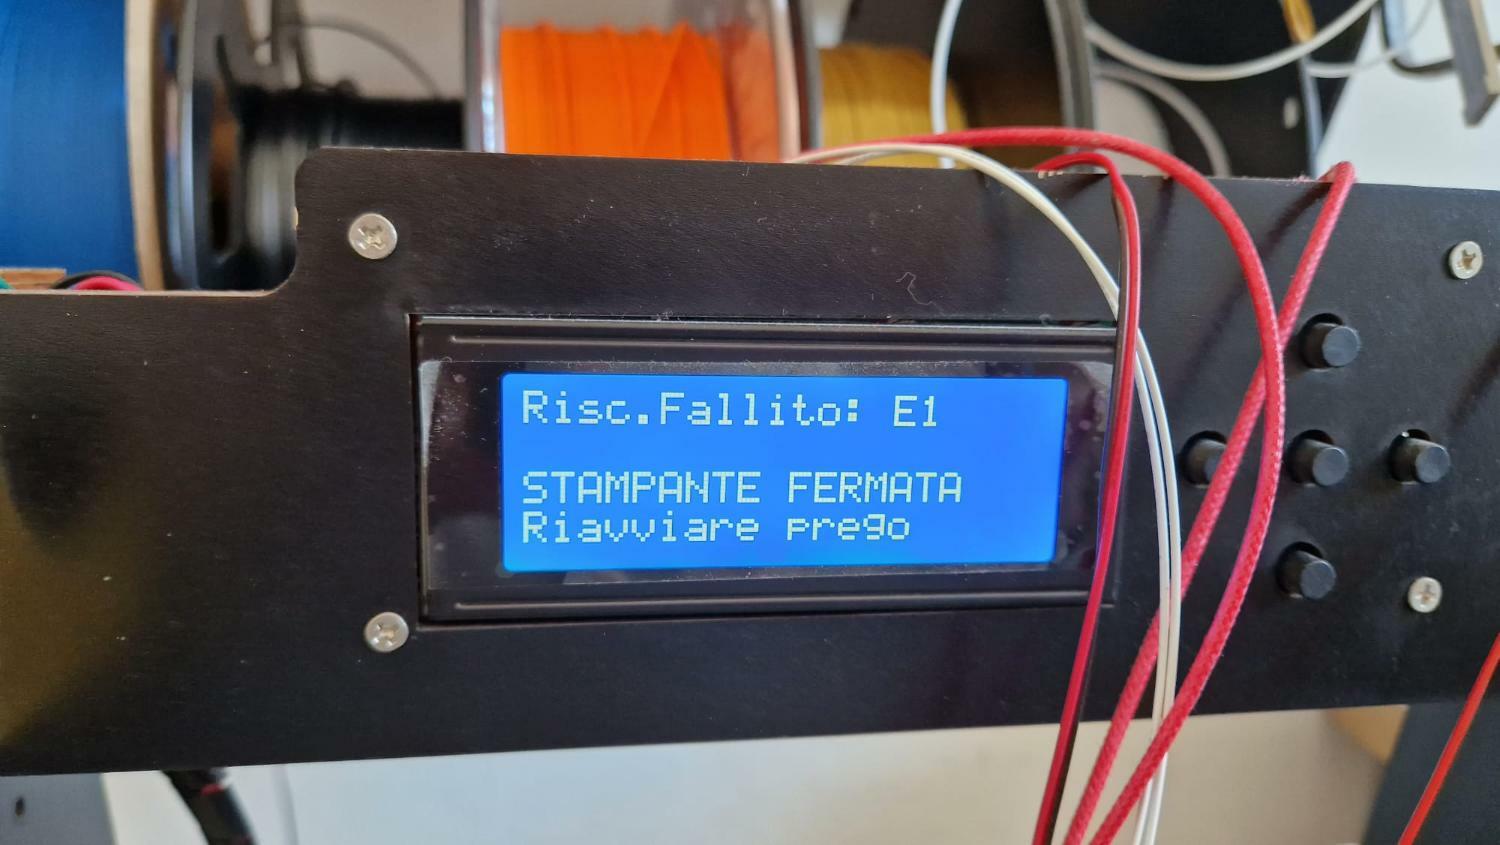 Risc.Fallito: E1
STAMPANTE FERMATA
Riavviare prego